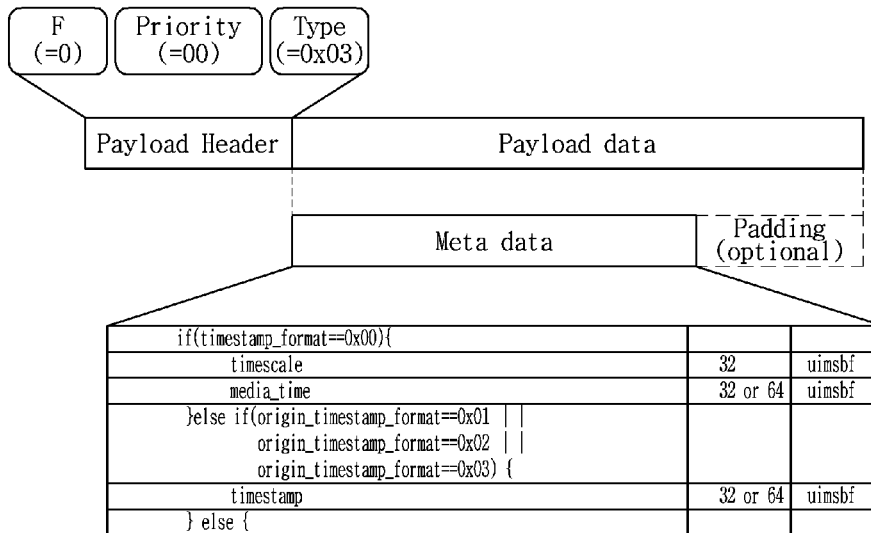 F Priority Type
(=0) (=00) (=0x03)
Payload Header Payload data
Meta data Padding
(optional)
if(timestamp_format==0x00){
timescale 32 uimsbf
media_time 32 or 64 uimsbf
}else if(origin_timestamp_format==0x01 ||
origin_timestamp_format==0x02 ||
origin_timestamp_format==0x03) {
timestamp 32 or 64 uimsbf
} else {